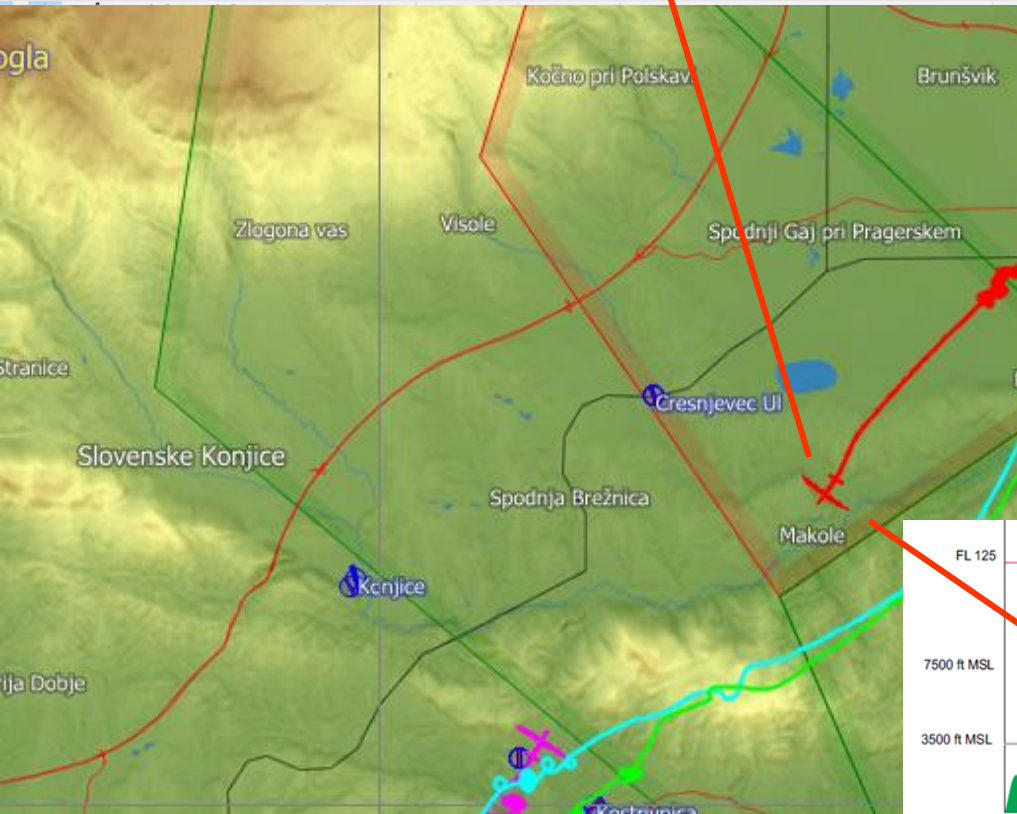 ogla
Kočno pri Polskavi
Brunšvik
Zlogona vas
Visole
Spodnji Gaj pri Pragerskem
Stranice
Cresnjevec Ul
Slovenske Konjice
Spodnja Brežnica
Makole
FL 125
Konjice
7500 ft MSL
rija Dobje
3500 ft MSL
Kostrivnica